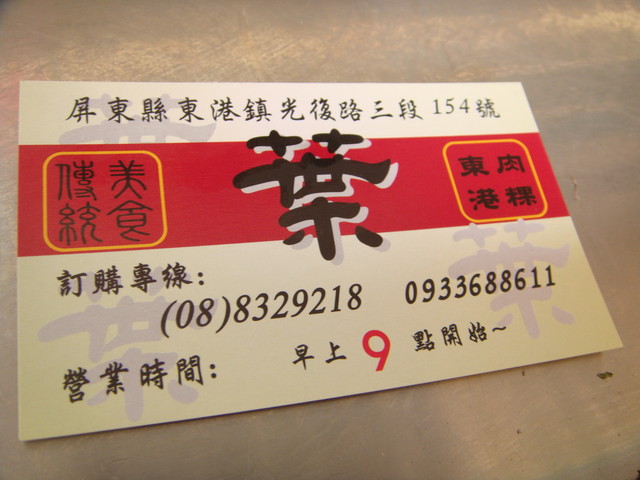 屏東縣東港鎮光復路三段154號
傳統美食
葉
東港肉粿
訂購專線:
(08)8329218 0933688611
營業時間: 早上9點開始~